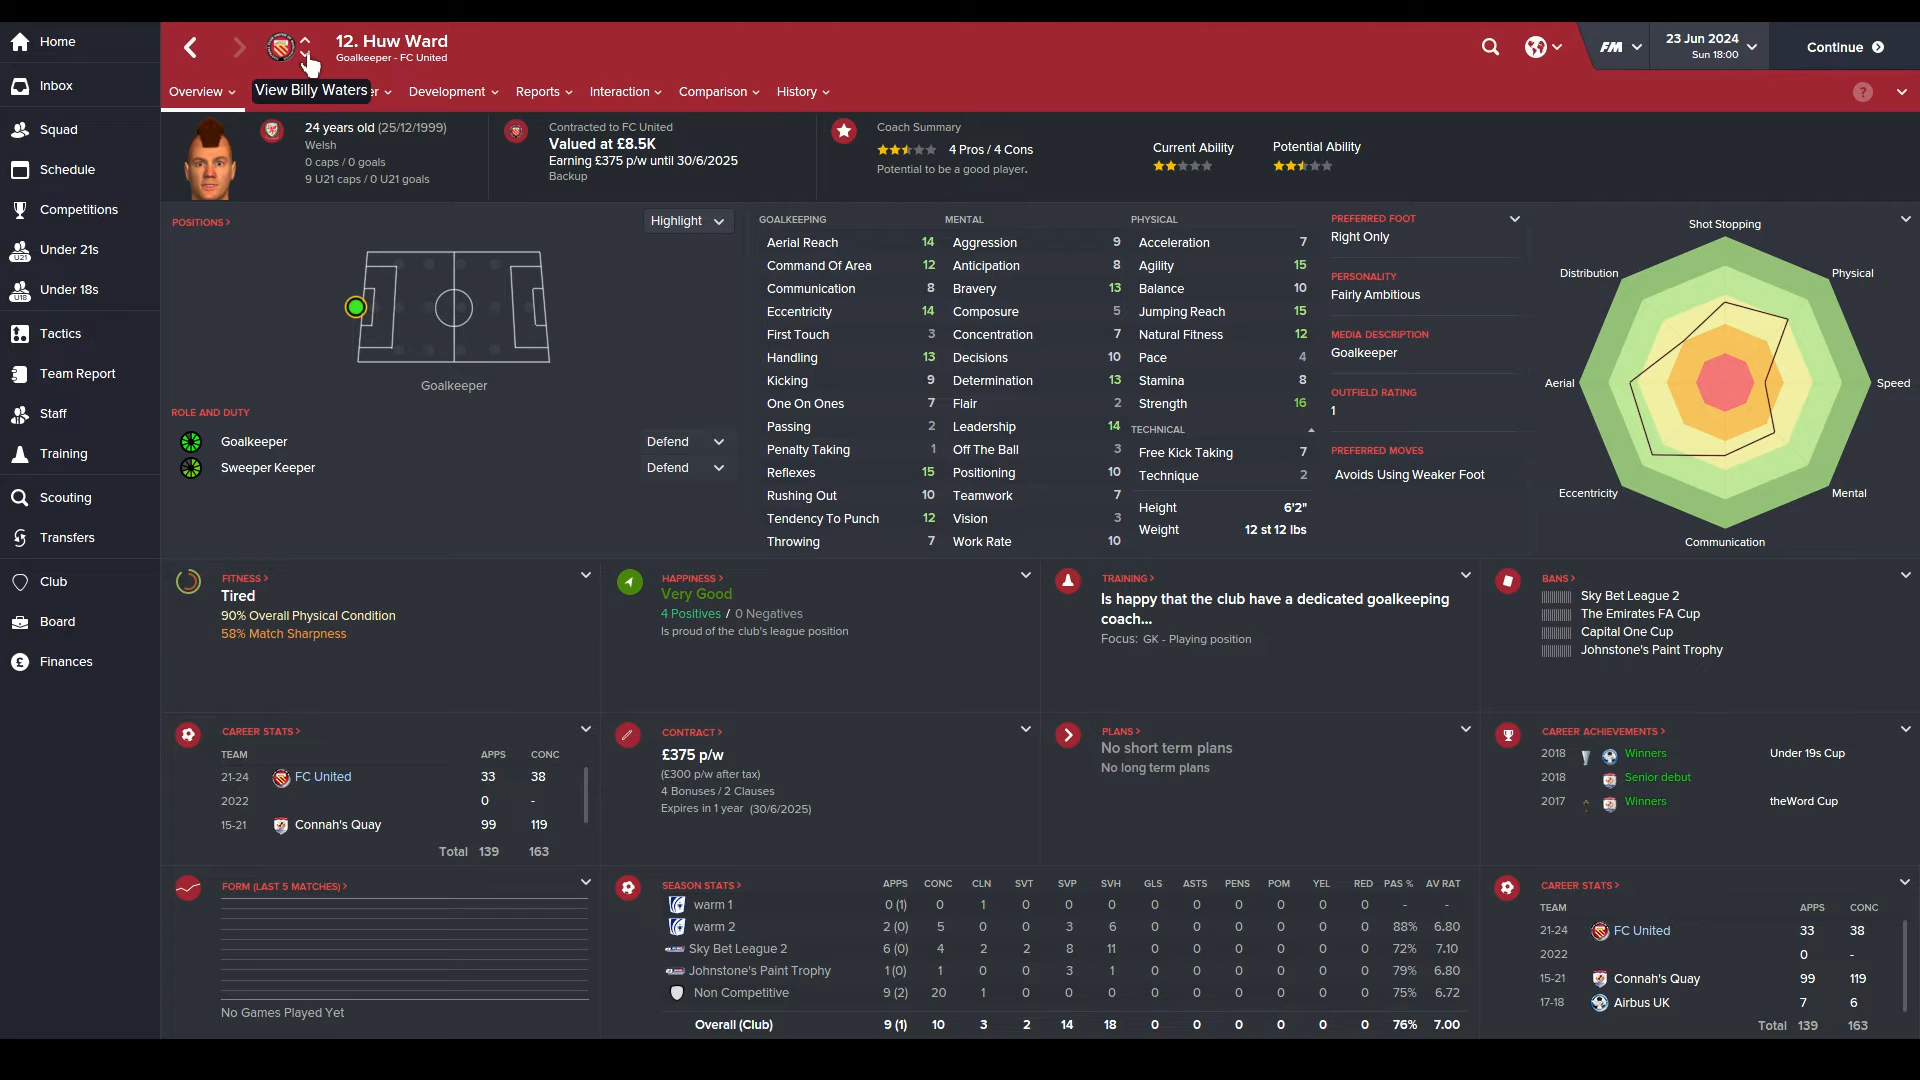 Home
Inbox
Squad
Schedule
Competitions
Under 21s
U21
Under 18s
U18
Tactics
Team Report
Staff
Training
Scouting
Transfers
Club
Board
Finances
12. Huw Ward
Goalkeeper - FC United
FM
23 Jun 2024
Sun 18:00
Continue
Overview
View Billy Waters
er
Development
Reports
Interaction
Comparison
History
?
24 years old (25/12/1999)
Welsh
0 caps / 0 goals
9 U21 caps / 0 U21 goals
Contracted to FC United
Valued at £8.5K
Earning £375 p/w until 30/6/2025
Backup
Coach Summary
4 Pros / 4 Cons
Potential to be a good player.
Current Ability
Potential Ability
POSITIONS >
Highlight
Goalkeeper
ROLE AND DUTY
Goalkeeper Defend
Sweeper Keeper Defend
GOALKEEPING
Aerial Reach 14
Command Of Area 12
Communication 8
Eccentricity 14
First Touch 3
Handling 13
Kicking 9
One On Ones 7
Passing 2
Penalty Taking 1
Reflexes 15
Rushing Out 10
Tendency To Punch 12
Throwing 7
MENTAL
Aggression 9
Anticipation 8
Bravery 13
Composure 5
Concentration 7
Decisions 10
Determination 13
Flair 2
Leadership 14
Off The Ball 3
Positioning 10
Teamwork 7
Vision 3
Work Rate 10
PHYSICAL
Acceleration 7
Agility 15
Balance 10
Jumping Reach 15
Natural Fitness 12
Pace 4
Stamina 8
Strength 16
TECHNICAL
Free Kick Taking 7
Technique 2
Height 6'2"
Weight 12 st 12 lbs
PREFERRED FOOT
Right Only
PERSONALITY
Fairly Ambitious
MEDIA DESCRIPTION
Goalkeeper
OUTFIELD RATING
1
PREFERRED MOVES
Avoids Using Weaker Foot
Shot Stopping
Distribution
Physical
Aerial
Speed
Eccentricity
Mental
Communication
FITNESS >
Tired
90% Overall Physical Condition
58% Match Sharpness
HAPPINESS >
Very Good
4 Positives / 0 Negatives
Is proud of the club's league position
TRAINING >
Is happy that the club have a dedicated goalkeeping
coach...
Focus: GK - Playing position
BANS >
Sky Bet League 2
The Emirates FA Cup
Capital One Cup
Johnstone's Paint Trophy
CAREER STATS >
TEAM APPS CONC
21-24 FC United 33 38
2022 0 -
15-21 Connah's Quay 99 119
Total 139 163
CONTRACT >
£375 p/w
(£300 p/w after tax)
4 Bonuses / 2 Clauses
Expires in 1 year (30/6/2025)
PLANS >
No short term plans
No long term plans
CAREER ACHIEVEMENTS >
2018 Winners Under 19s Cup
2018 Senior debut
2017 Winners theWord Cup
FORM (LAST 5 MATCHES) >
No Games Played Yet
SEASON STATS > APPS CONC CLN SVT SVP SVH GLS ASTS PENS POM YEL RED PAS % AV RAT
warm 1 0 (1) 0 1 0 0 0 0 0 0 0 0 0 - -
warm 2 2 (0) 5 0 0 3 6 0 0 0 0 0 0 88% 6.80
Sky Bet League 2 6 (0) 4 2 2 8 11 0 0 0 0 0 0 72% 7.10
Johnstone's Paint Trophy 1 (0) 1 0 0 3 1 0 0 0 0 0 0 79% 6.80
Non Competitive 9 (2) 20 1 0 0 0 0 0 0 0 0 0 75% 6.72
Overall (Club) 9 (1) 10 3 2 14 18 0 0 0 0 0 0 76% 7.00
CAREER STATS >
TEAM APPS CONC
21-24 FC United 33 38
2022 0 -
15-21 Connah's Quay 99 119
17-18 Airbus UK 7 6
Total 139 163